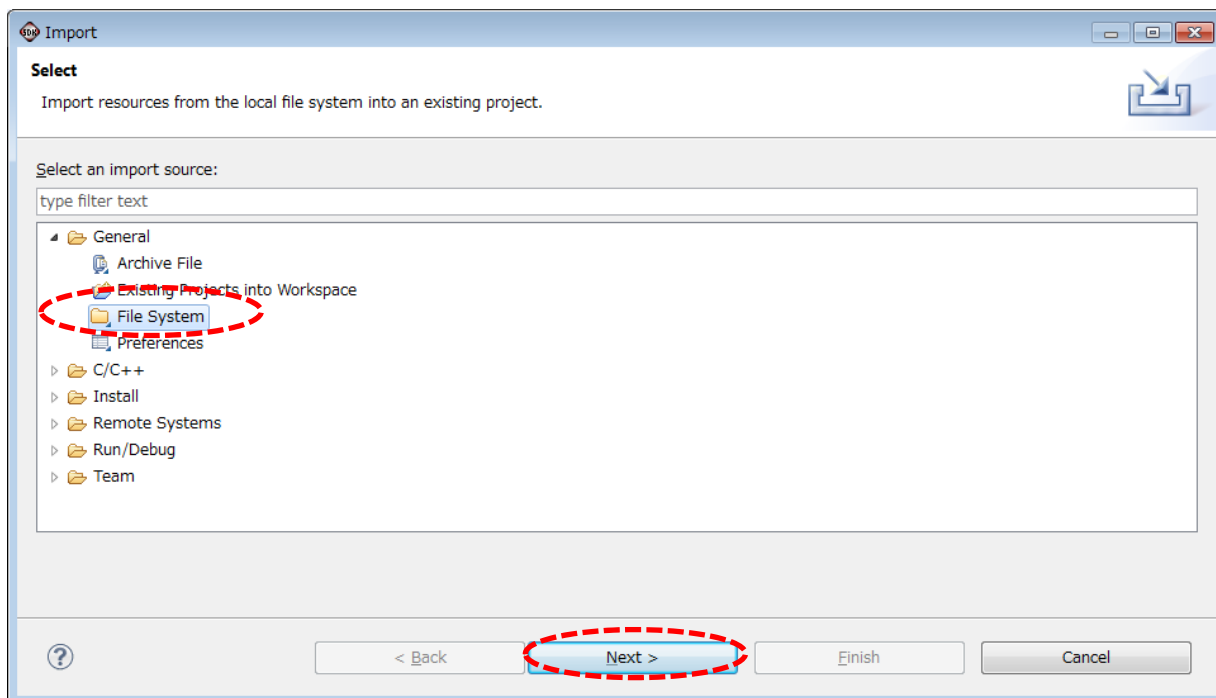 SDK Import
Select
Import resources from the local file system into an existing project.
Select an import source:
type filter text
General
Archive File
Existing Projects into Workspace
File System
Preferences
C/C++
Install
Remote Systems
Run/Debug
Team
? < Back Next > Finish Cancel